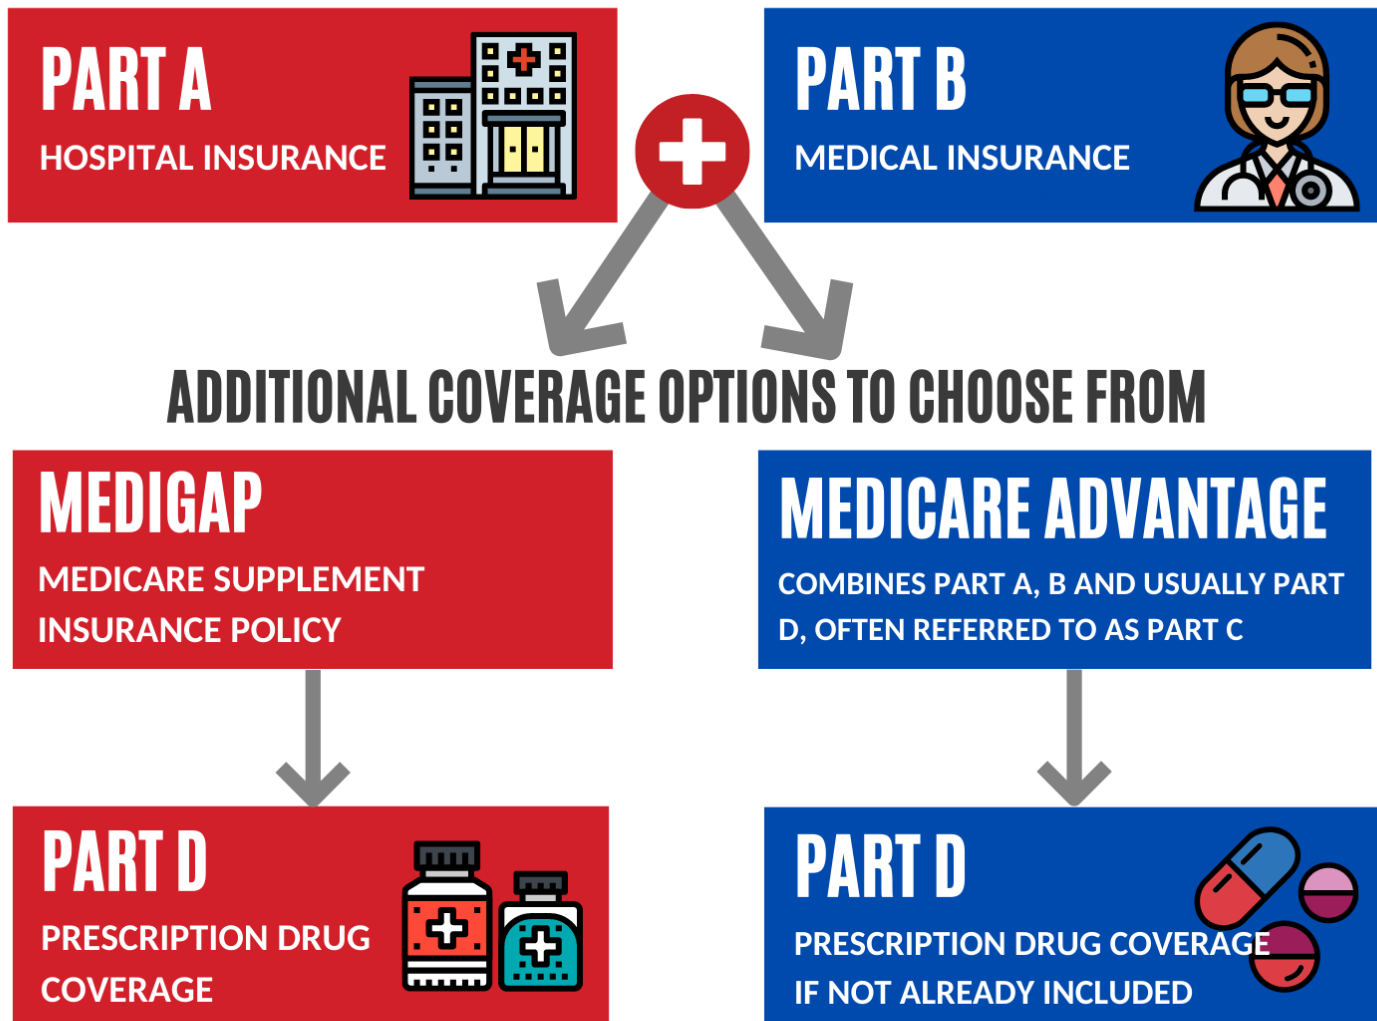 PART A
HOSPITAL INSURANCE
PART B
MEDICAL INSURANCE
ADDITIONAL COVERAGE OPTIONS TO CHOOSE FROM
MEDIGAP
MEDICARE SUPPLEMENT
INSURANCE POLICY
MEDICARE ADVANTAGE
COMBINES PART A, B AND USUALLY PART
D, OFTEN REFERRED TO AS PART C
PART D
PRESCRIPTION DRUG
COVERAGE
PART D
PRESCRIPTION DRUG COVERAGE
IF NOT ALREADY INCLUDED